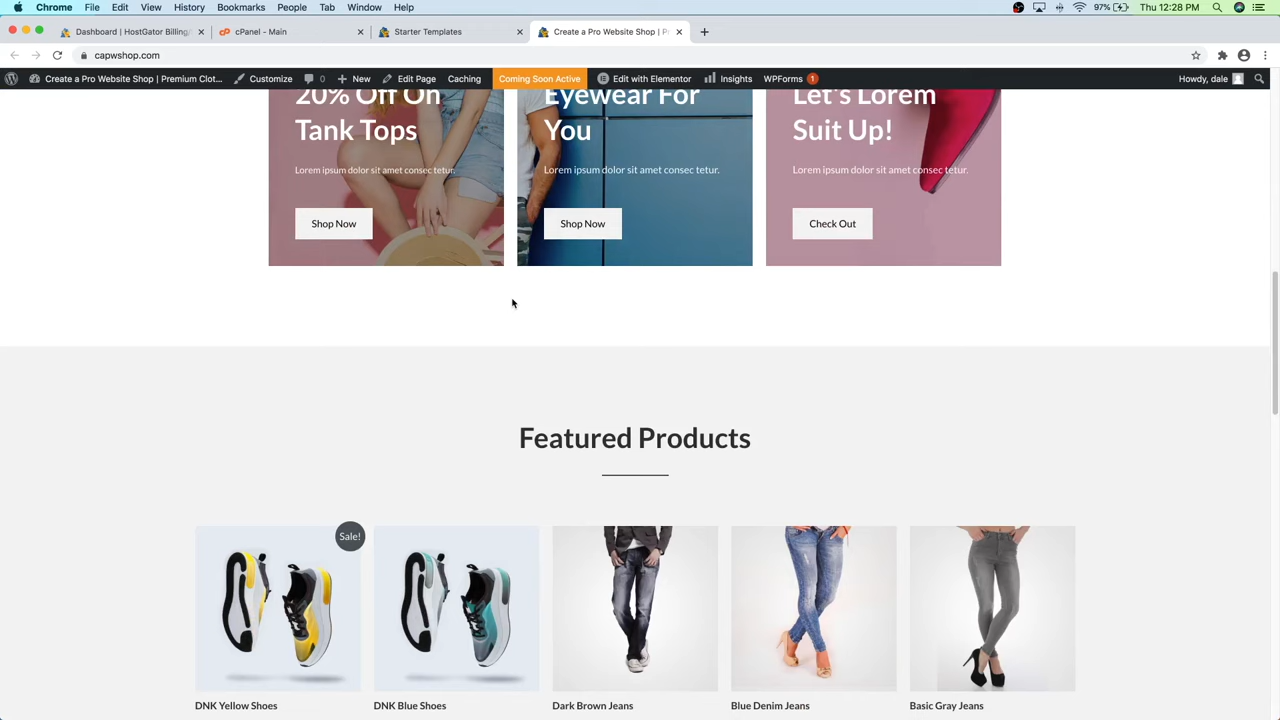 Chrome File Edit View History Bookmarks People Tab Window Help 97% Thu 12:28 PM
Dashboard | HostGator Billing/ cPanel - Main Starter Templates Create a Pro Website Shop | P
capwshop.com
Create a Pro Website Shop | Premium Clot... Customize 0 New Edit Page Caching Coming Soon Active Edit with Elementor Insights WPForms 1 Howdy, dale
20% Off On
Tank Tops
Lorem ipsum dolor sit amet consec tetur.
Shop Now
Eyewear For
You
Lorem ipsum dolor sit amet consec tetur.
Shop Now
Let's Lorem
Suit Up!
Lorem ipsum dolor sit amet consec tetur.
Check Out
Featured Products
Sale!
DNK Yellow Shoes
DNK Blue Shoes
Dark Brown Jeans
Blue Denim Jeans
Basic Gray Jeans